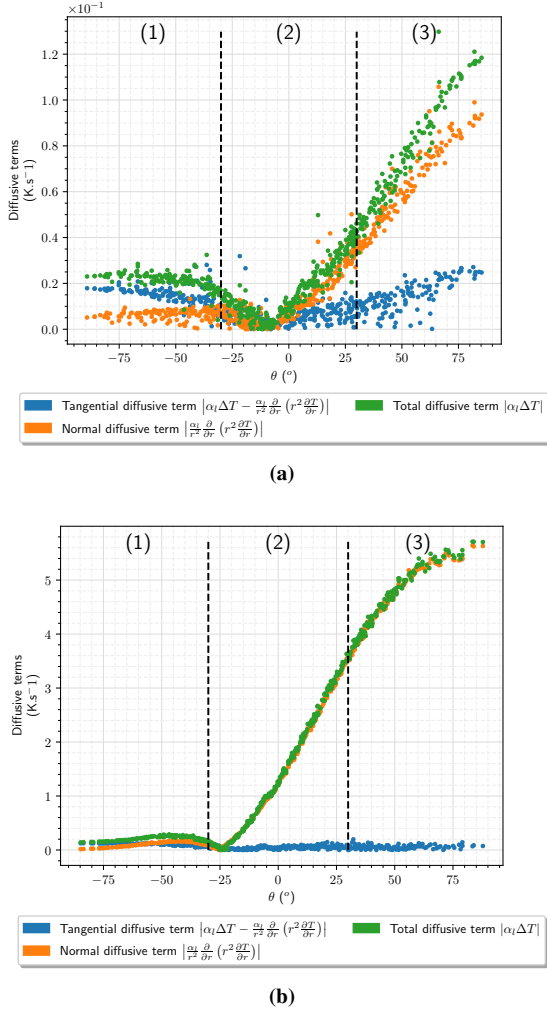 ×10⁻¹
(1) (2) (3)
1.2
1.0
0.8
0.6
0.4
0.2
0.0
Diffusive terms
(K.s⁻¹)
−75 −50 −25 0 25 50 75
θ (°)
Tangential diffusive term |α_l ΔT − α_l/r² ∂/∂r (r² ∂T/∂r)| Total diffusive term |α_l ΔT|
Normal diffusive term |α_l/r² ∂/∂r (r² ∂T/∂r)|
(a)
(1) (2) (3)
5
4
3
2
1
0
Diffusive terms
(K.s⁻¹)
−75 −50 −25 0 25 50 75
θ (°)
Tangential diffusive term |α_l ΔT − α_l/r² ∂/∂r (r² ∂T/∂r)| Total diffusive term |α_l ΔT|
Normal diffusive term |α_l/r² ∂/∂r (r² ∂T/∂r)|
(b)